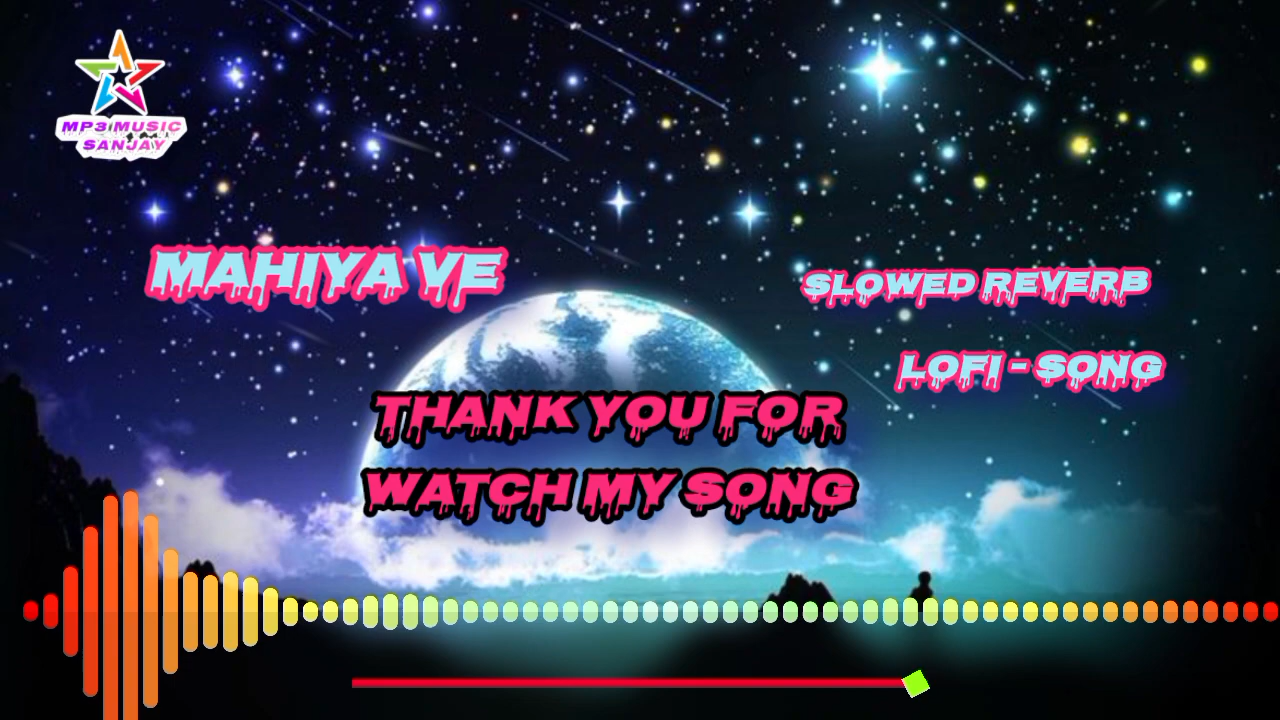 MP3 MUSIC
SANJAY
MAHIYA VE
SLOWED REVERB
LOFI - SONG
THANK YOU FOR
WATCH MY SONG